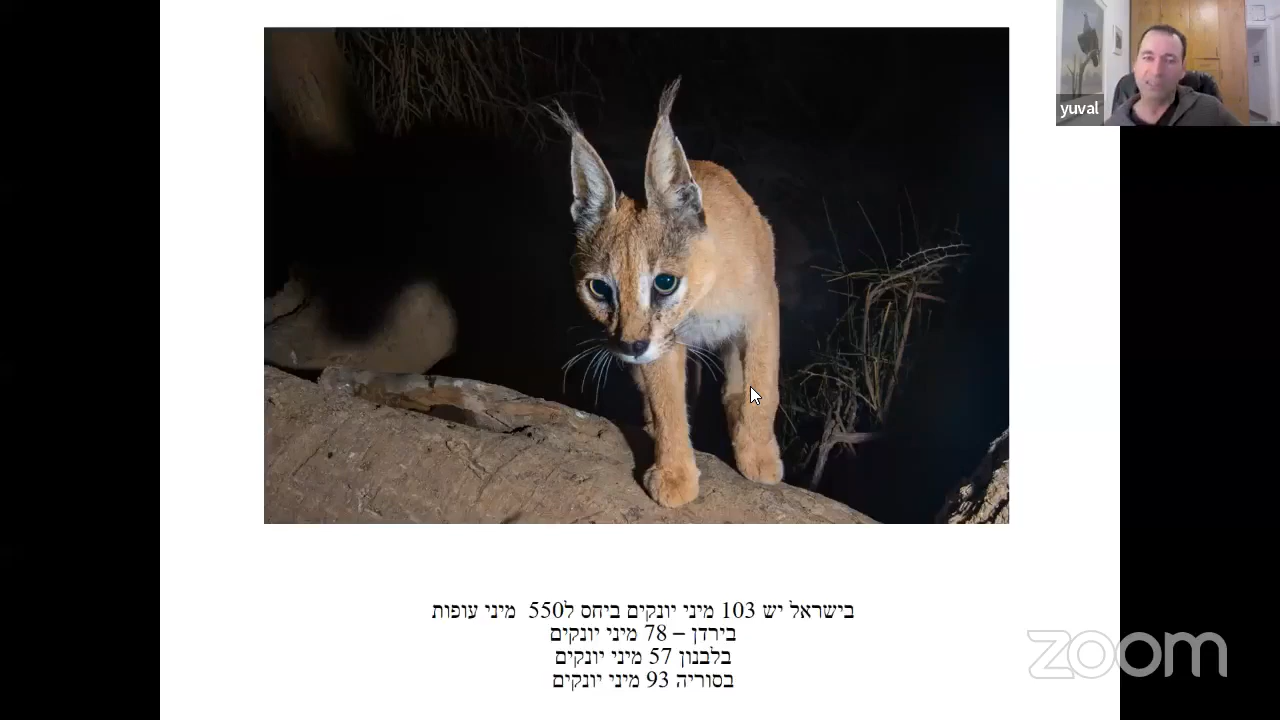 yuval
בישראל יש 103 מיני יונקים ביחס ל550 מיני עופות
בירדן – 78 מיני יונקים
בלבנון 57 מיני יונקים
בסוריה 93 מיני יונקים
zoom